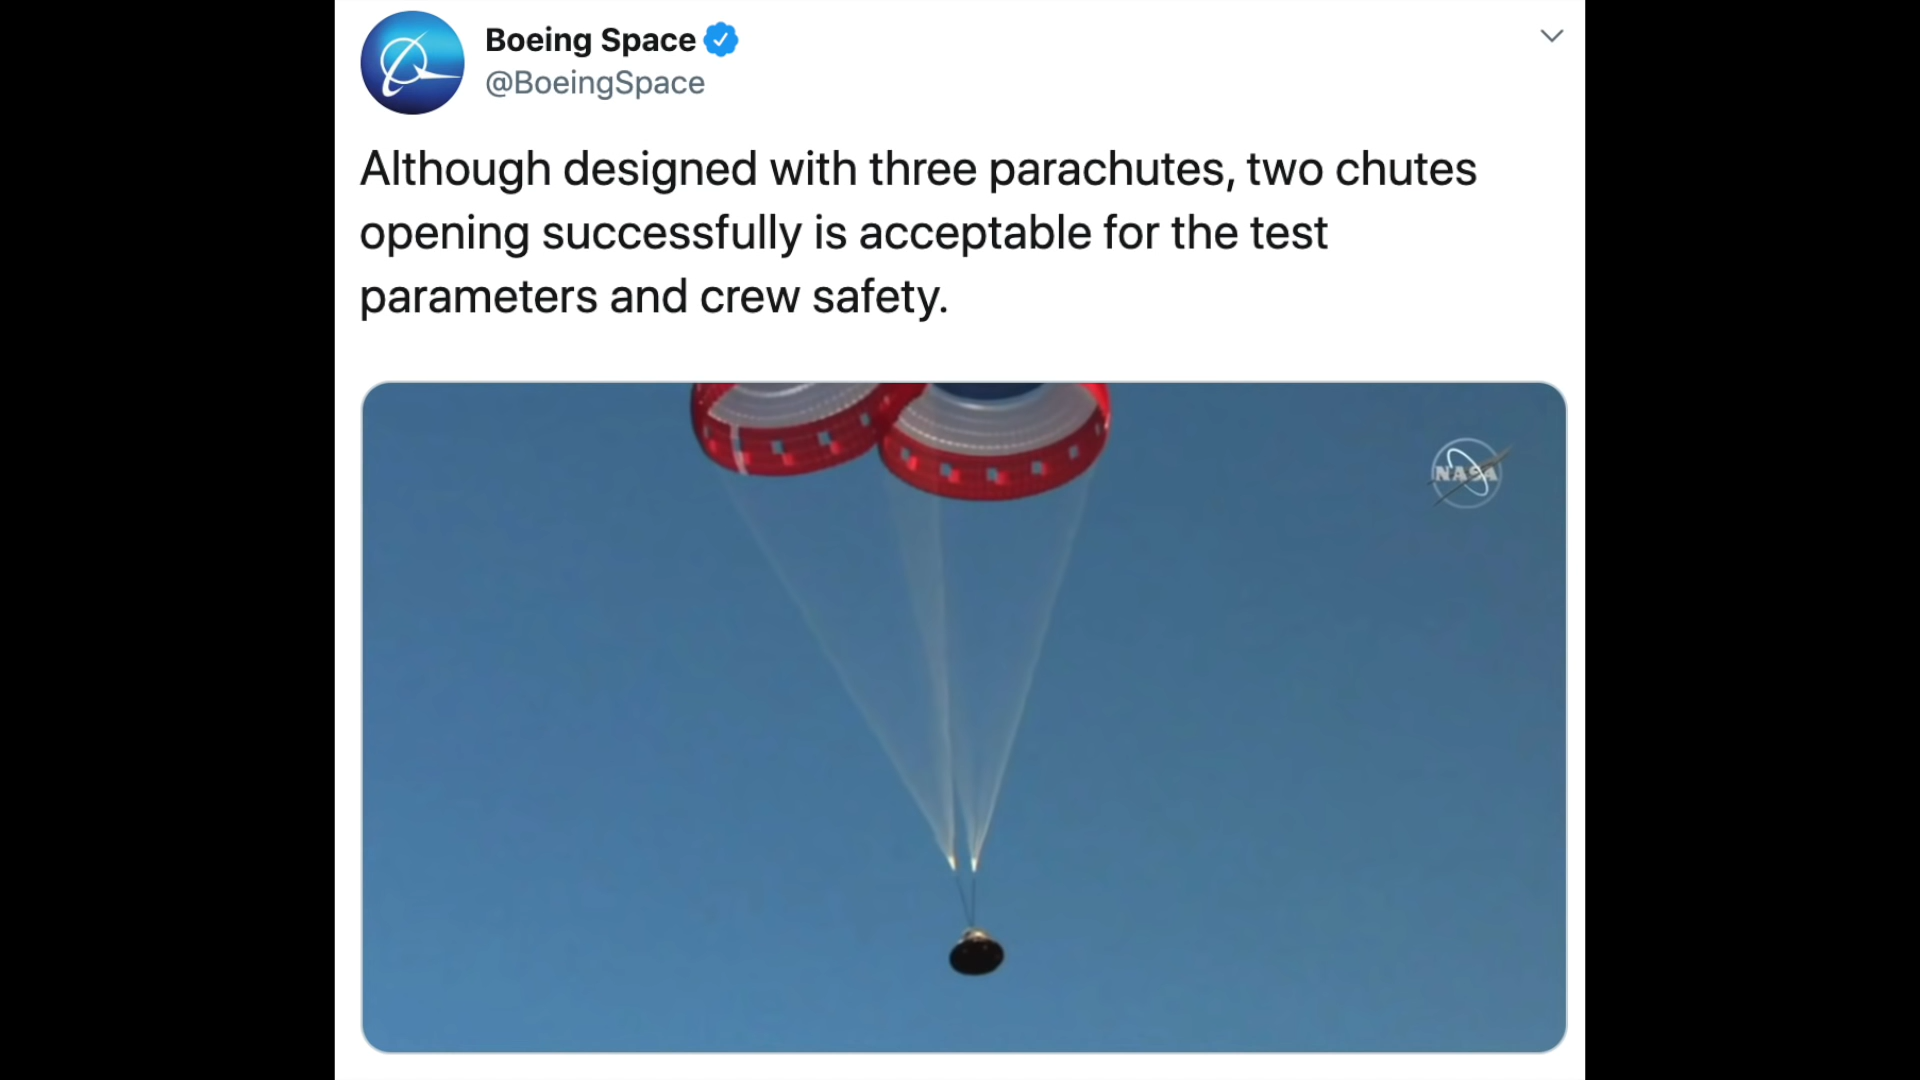 Boeing Space
@BoeingSpace
Although designed with three parachutes, two chutes
opening successfully is acceptable for the test
parameters and crew safety.
NASA